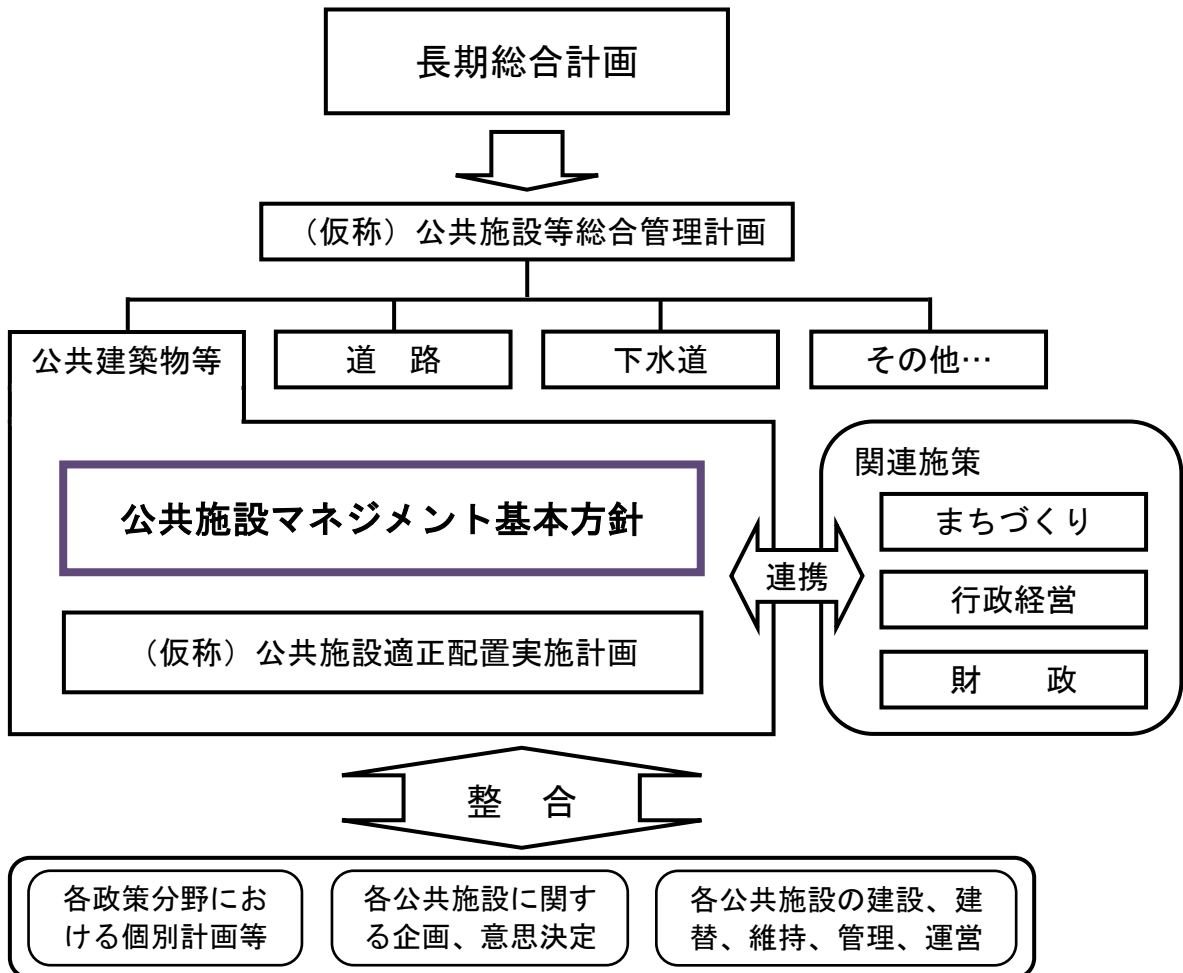 長期総合計画
（仮称）公共施設等総合管理計画
公共建築物等
道　路
下水道
その他…
公共施設マネジメント基本方針
（仮称）公共施設適正配置実施計画
連携
関連施策
まちづくり
行政経営
財　　政
整　合
各政策分野にお
ける個別計画等
各公共施設に関す
る企画、意思決定
各公共施設の建設、建
替、維持、管理、運営